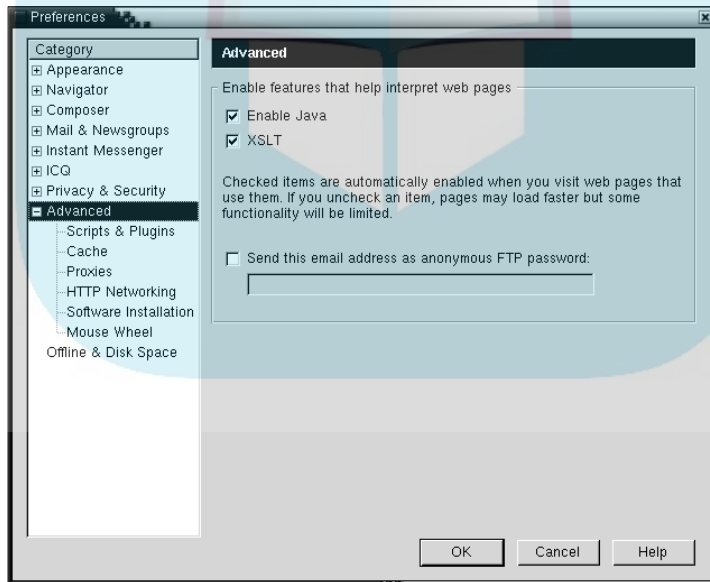 Preferences
Category
Appearance
Navigator
Composer
Mail & Newsgroups
Instant Messenger
ICQ
Privacy & Security
Advanced
Scripts & Plugins
Cache
Proxies
HTTP Networking
Software Installation
Mouse Wheel
Offline & Disk Space
Advanced
Enable features that help interpret web pages
Enable Java
XSLT
Checked items are automatically enabled when you visit web pages that
use them. If you uncheck an item, pages may load faster but some
functionality will be limited.
Send this email address as anonymous FTP password:
OK
Cancel
Help